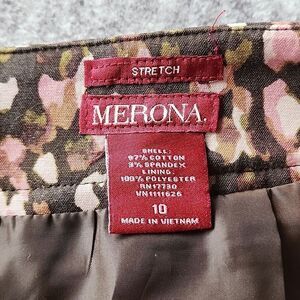 STRETCH
MERONA.
SHELL:
97% COTTON
3% SPANDEX
LINING:
100% POLYESTER
RN17730
VN1111626
10
MADE IN VIETNAM